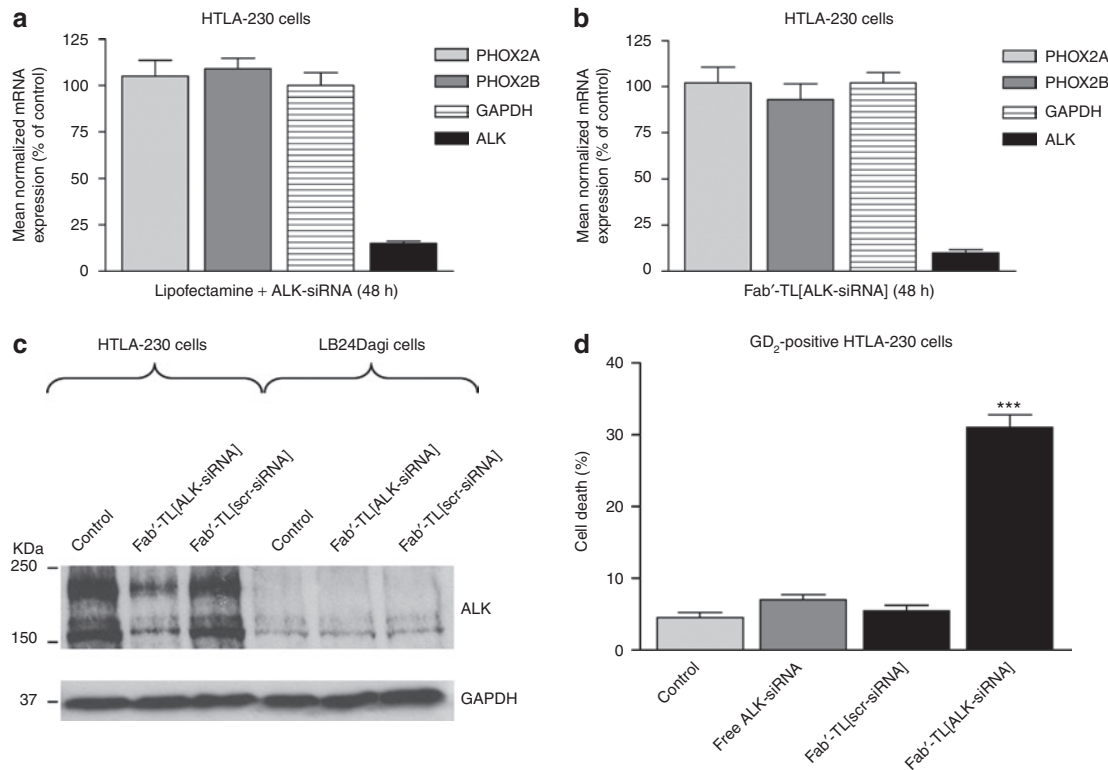 a
HTLA-230 cells
Mean normalized mRNA
expression (% of control)
125
100
75
50
25
0
PHOX2A
PHOX2B
GAPDH
ALK
Lipofectamine + ALK-siRNA (48 h)
b
HTLA-230 cells
Mean normalized mRNA
expression (% of control)
125
100
75
50
25
0
PHOX2A
PHOX2B
GAPDH
ALK
Fab′-TL[ALK-siRNA] (48 h)
c
HTLA-230 cells
LB24Dagi cells
Control
Fab′-TL[ALK-siRNA]
Fab′-TL[scr-siRNA]
Control
Fab′-TL[ALK-siRNA]
Fab′-TL[scr-siRNA]
KDa
250
150
ALK
37
GAPDH
d
GD₂-positive HTLA-230 cells
Cell death (%)
40
30
20
10
0
***
Control
Free ALK-siRNA
Fab′-TL[scr-siRNA]
Fab′-TL[ALK-siRNA]